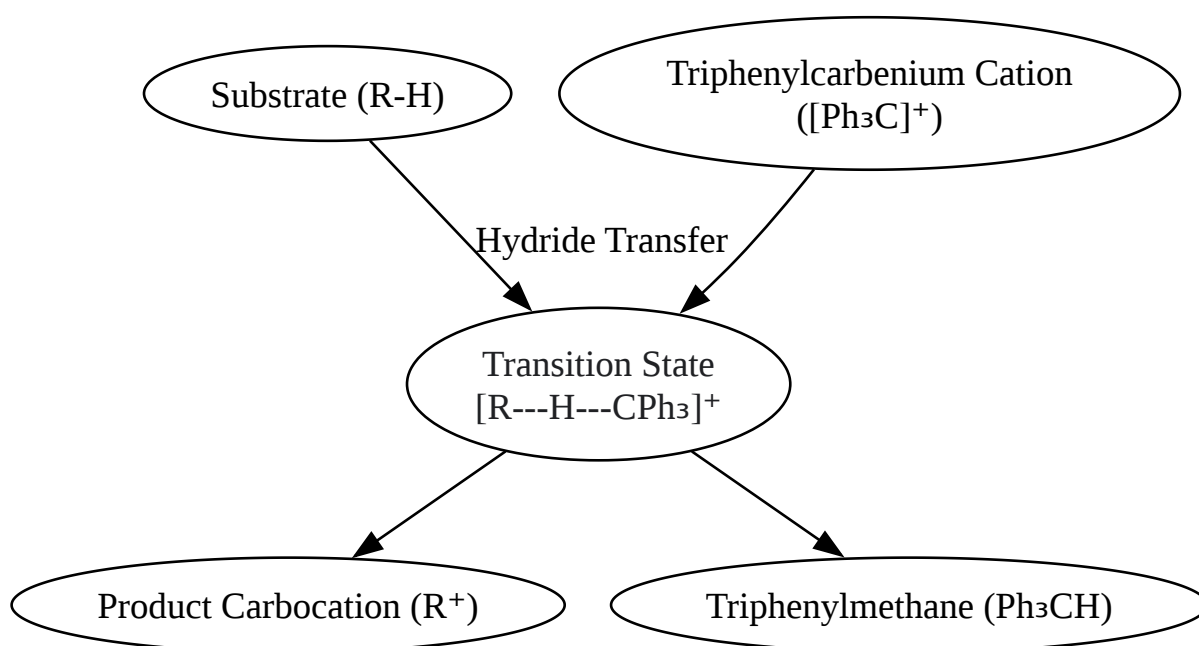 Substrate (R-H)
Triphenylcarbenium Cation
([Ph₃C]⁺)
Hydride Transfer
Transition State
[R---H---CPh₃]⁺
Product Carbocation (R⁺)
Triphenylmethane (Ph₃CH)